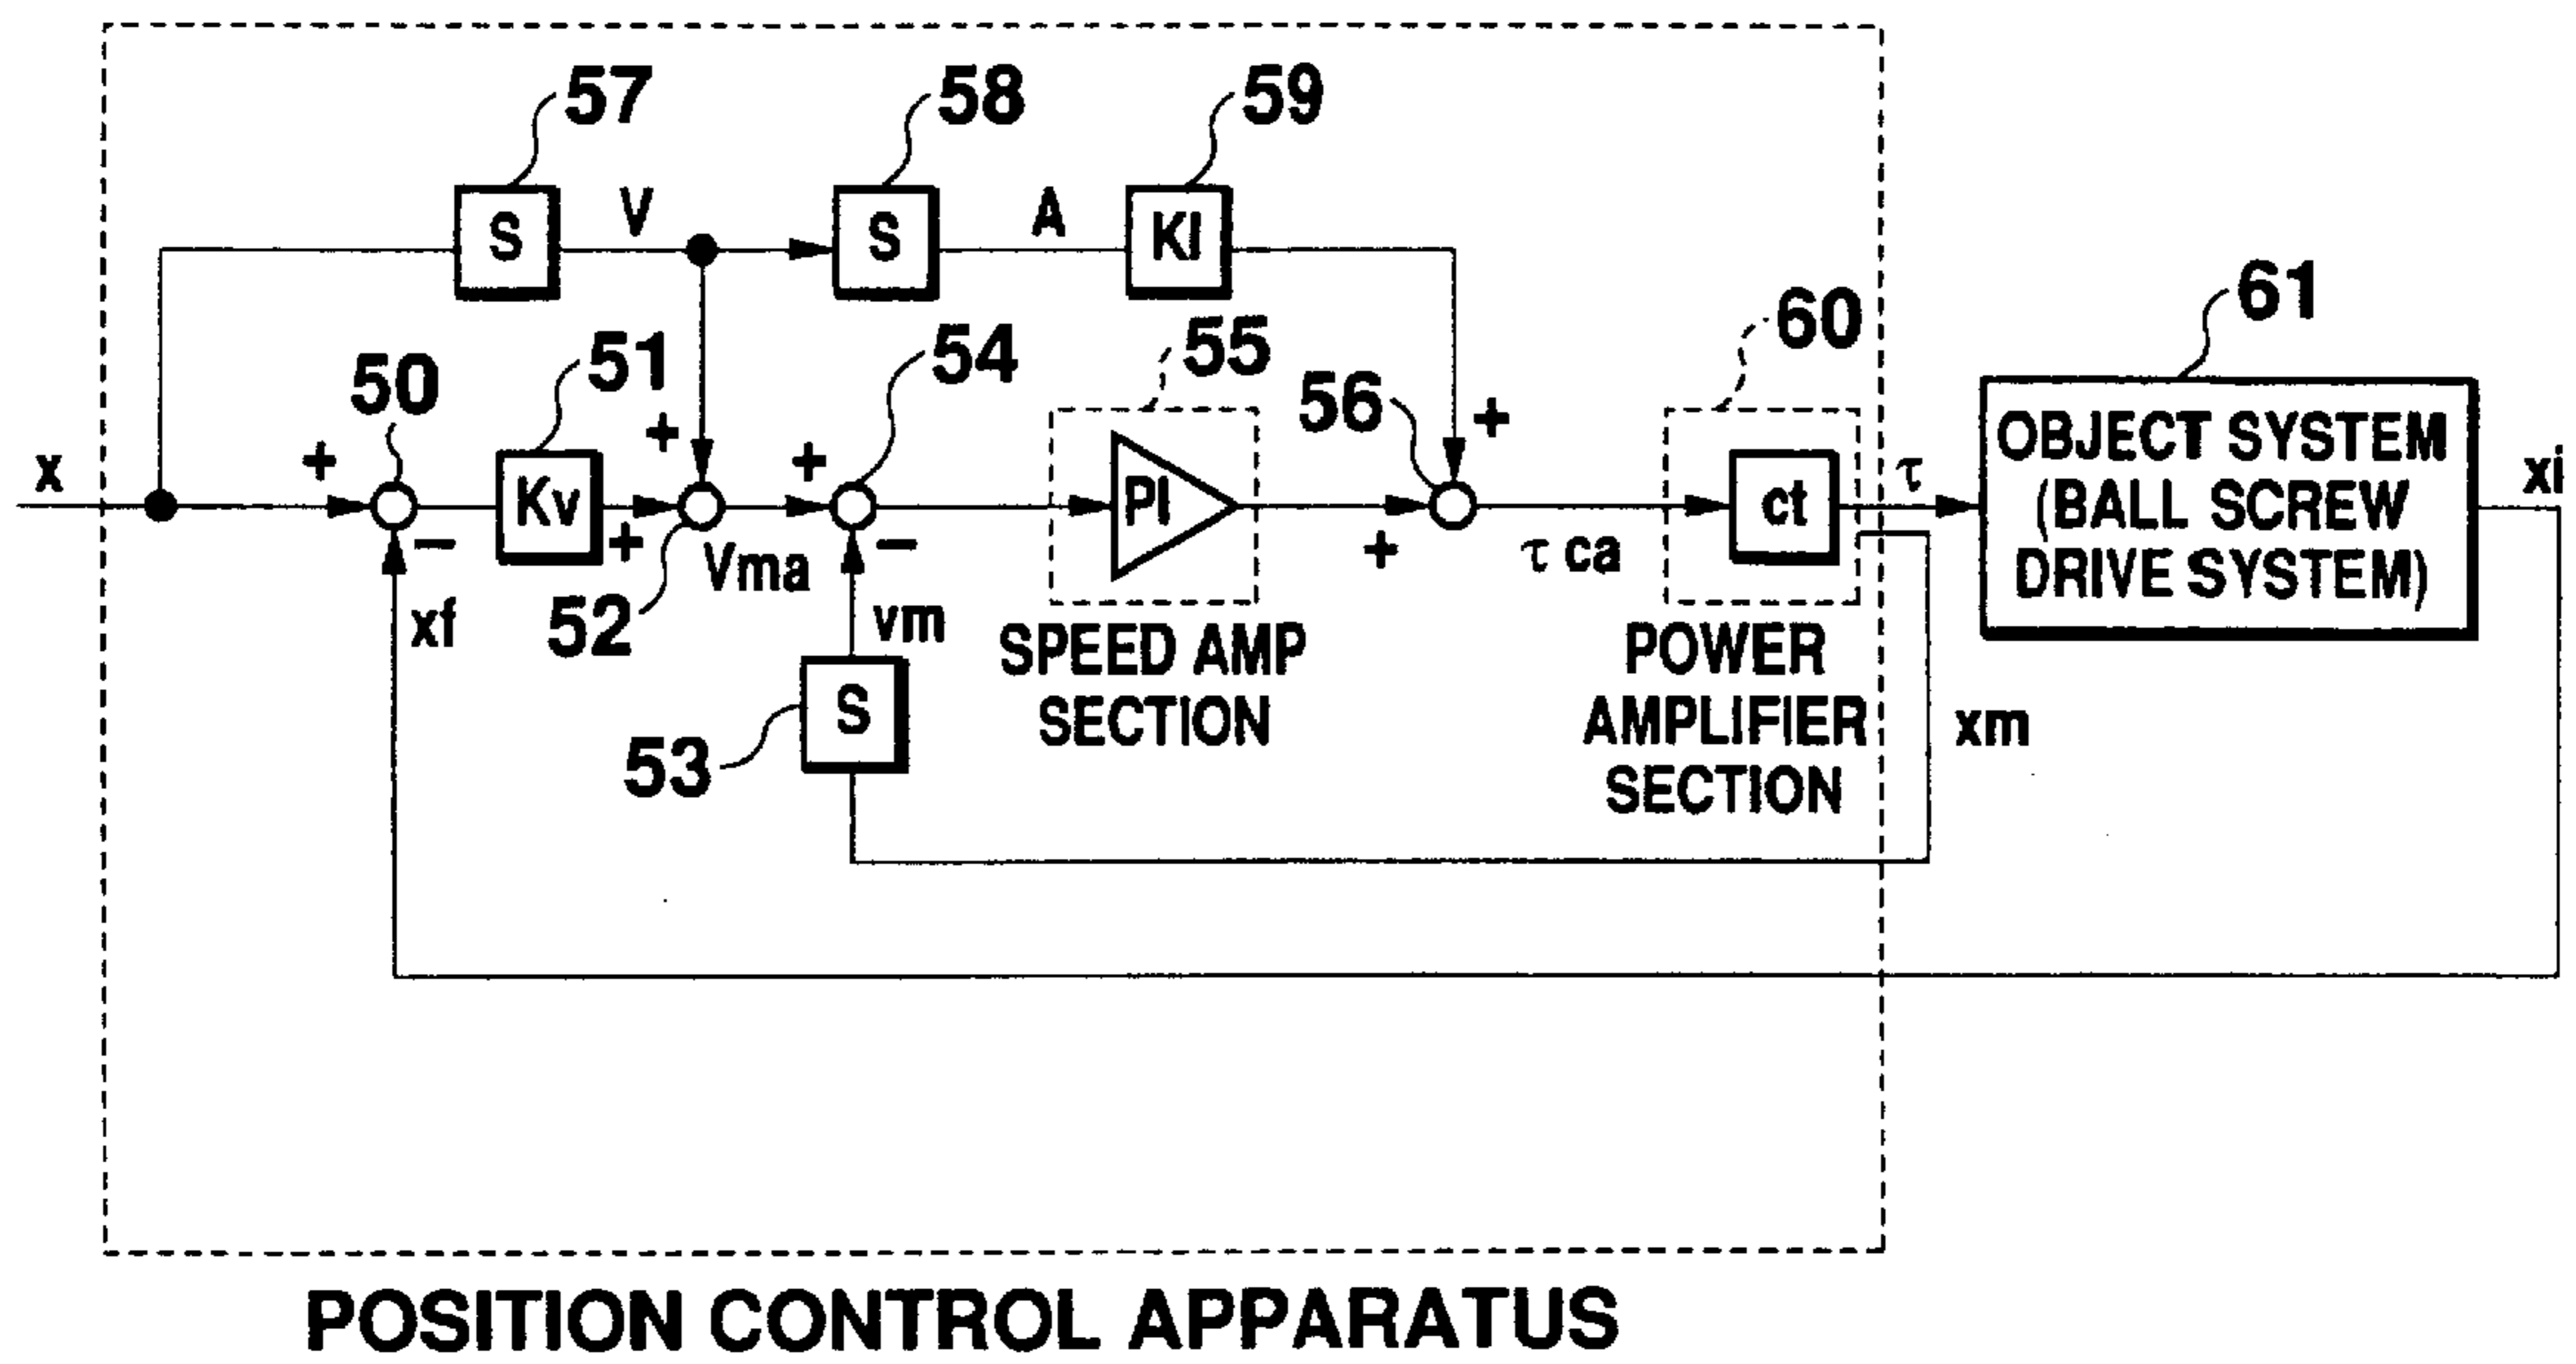 57
58
59
S
V
S
A
KI
61
60
50
51
54
55
56
x
+
-
xf
Kv
+
+
52
Vma
+
-
vm
PI
+
+
τca
ct
τ
OBJECT SYSTEM
(BALL SCREW
DRIVE SYSTEM)
xi
53
S
SPEED AMP
SECTION
POWER
AMPLIFIER
SECTION
xm
POSITION CONTROL APPARATUS